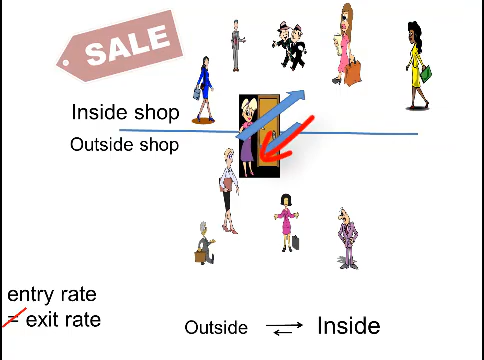 SALE
Inside shop
Outside shop
entry rate
= exit rate
Outside ⇌ Inside